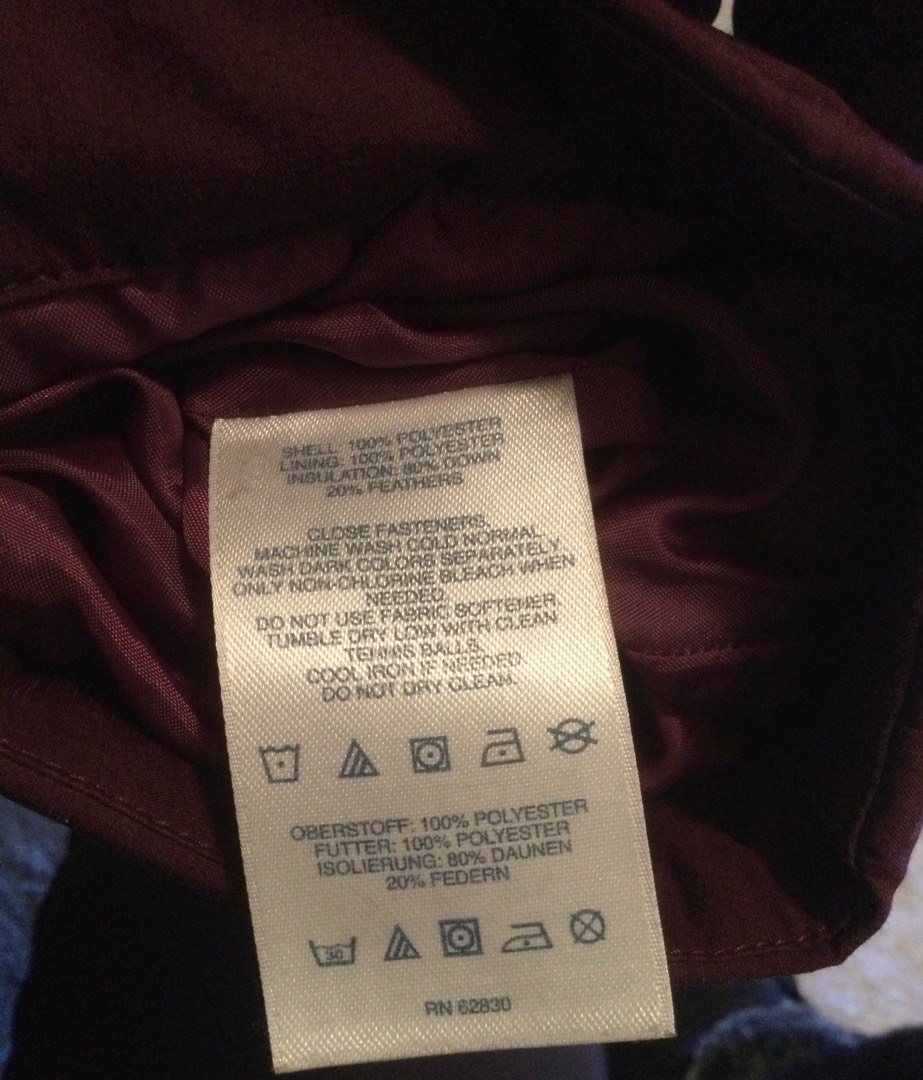 SHELL: 100% POLYESTER
LINING: 100% POLYESTER
INSULATION: 80% DOWN
20% FEATHERS
CLOSE FASTENERS.
MACHINE WASH COLD NORMAL.
WASH DARK COLORS SEPARATELY
ONLY NON-CHLORINE BLEACH WHEN
NEEDED.
DO NOT USE FABRIC SOFTENER.
TUMBLE DRY LOW WITH CLEAN
TENNIS BALLS.
COOL IRON IF NEEDED.
DO NOT DRY CLEAN.
OBERSTOFF: 100% POLYESTER
FUTTER: 100% POLYESTER
ISOLIERUNG: 80% DAUNEN
20% FEDERN
30
RN 62830